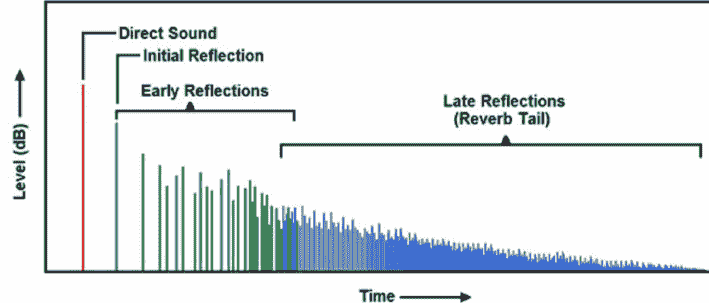 Direct Sound
Initial Reflection
Early Reflections
Late Reflections
(Reverb Tail)
Level (dB)
Time